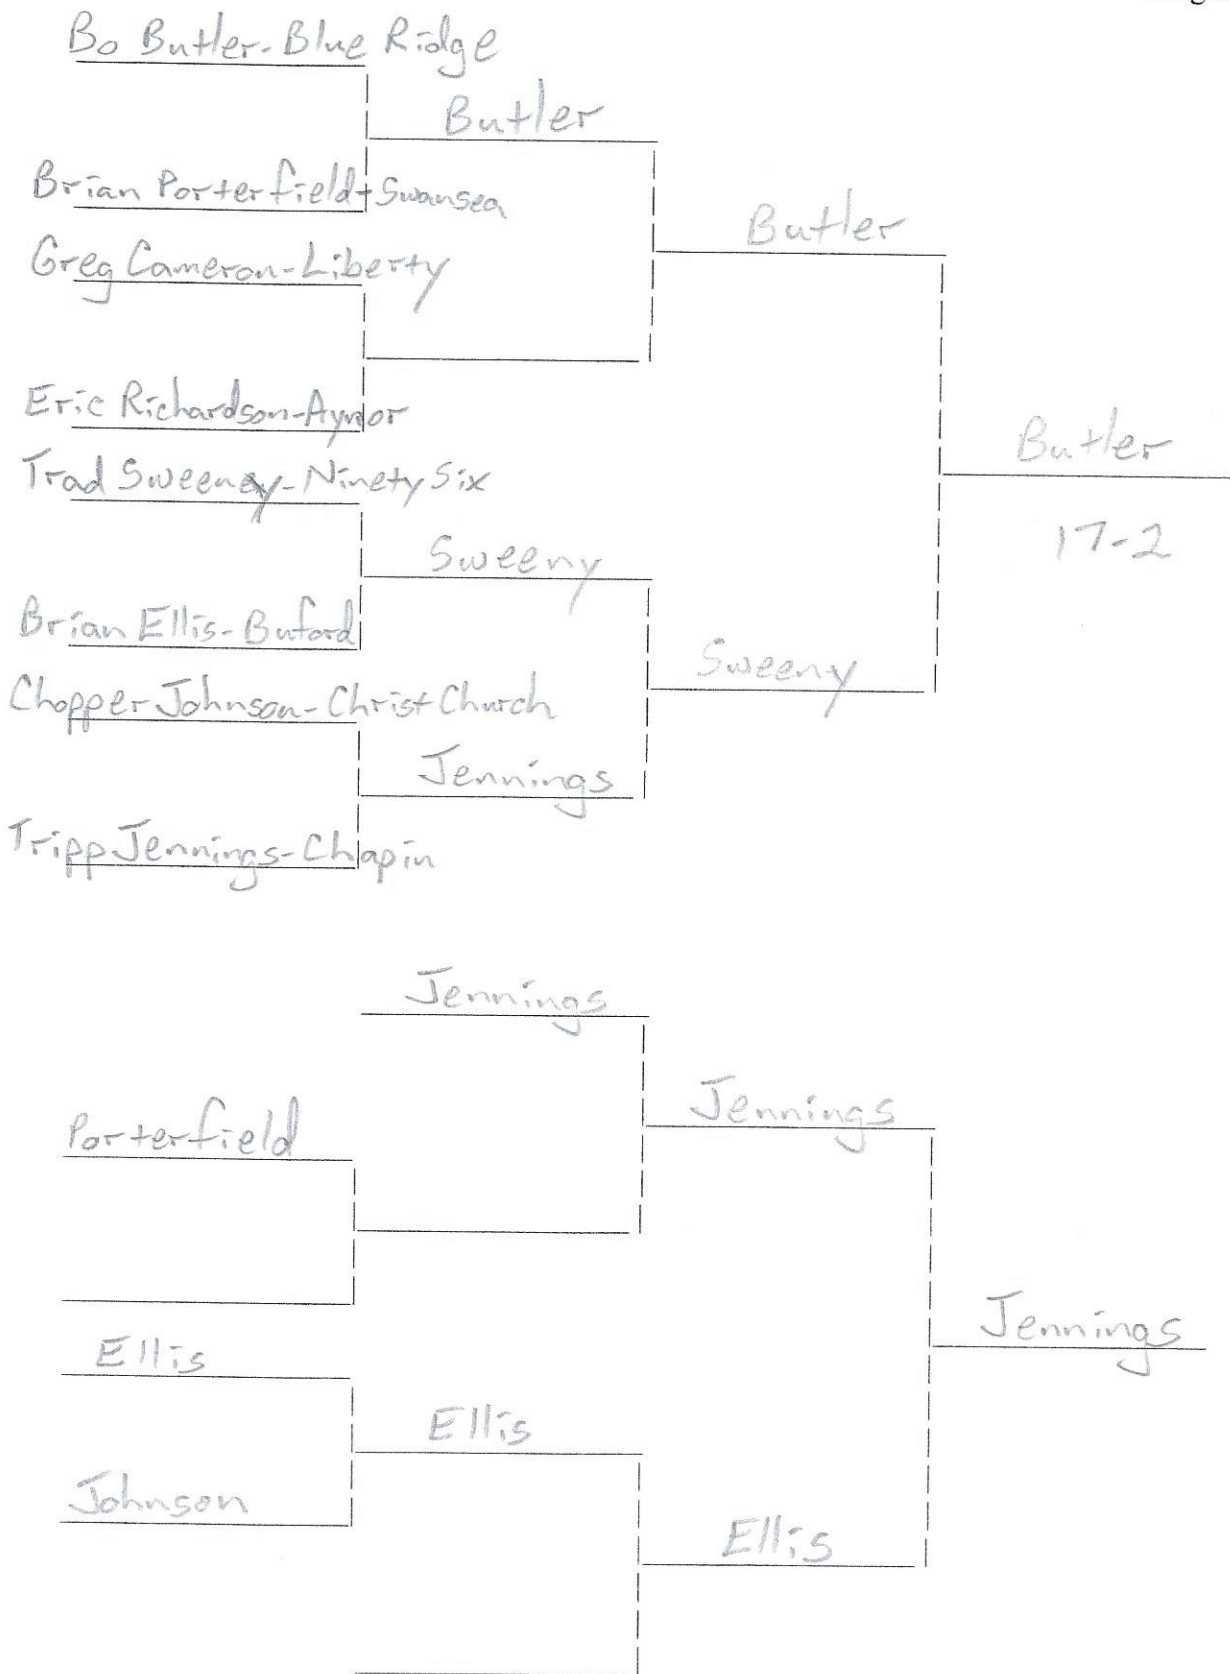 Bo Butler-Blue Ridge
Butler
Brian Porterfield-Swansea
Butler
Greg Cameron-Liberty
Eric Richardson-Aynor
Butler
Trad Sweeney-Ninety Six
17-2
Sweeny
Brian Ellis-Buford
Sweeny
Chopper Johnson-Christ Church
Jennings
Tripp Jennings-Chapin
Jennings
Jennings
Porterfield
Jennings
Ellis
Ellis
Johnson
Ellis